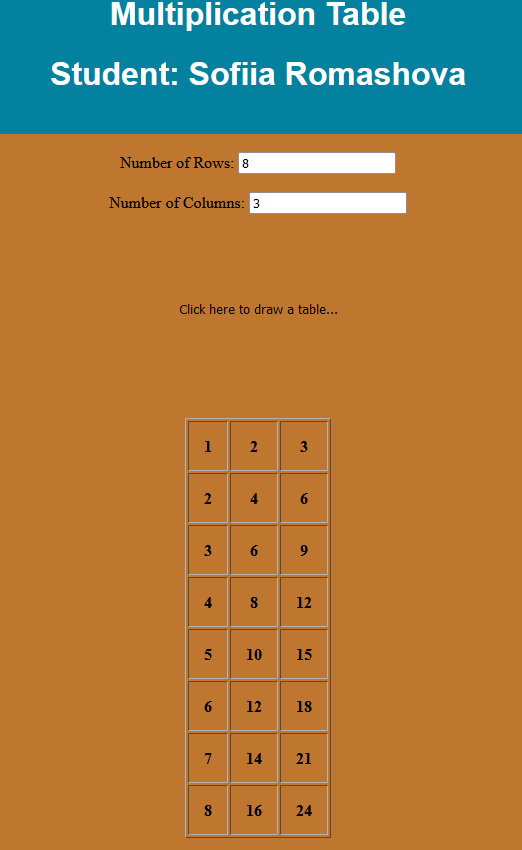 Multiplication Table
Student: Sofiia Romashova
Number of Rows: 8
Number of Columns: 3
Click here to draw a table...
1 2 3
2 4 6
3 6 9
4 8 12
5 10 15
6 12 18
7 14 21
8 16 24